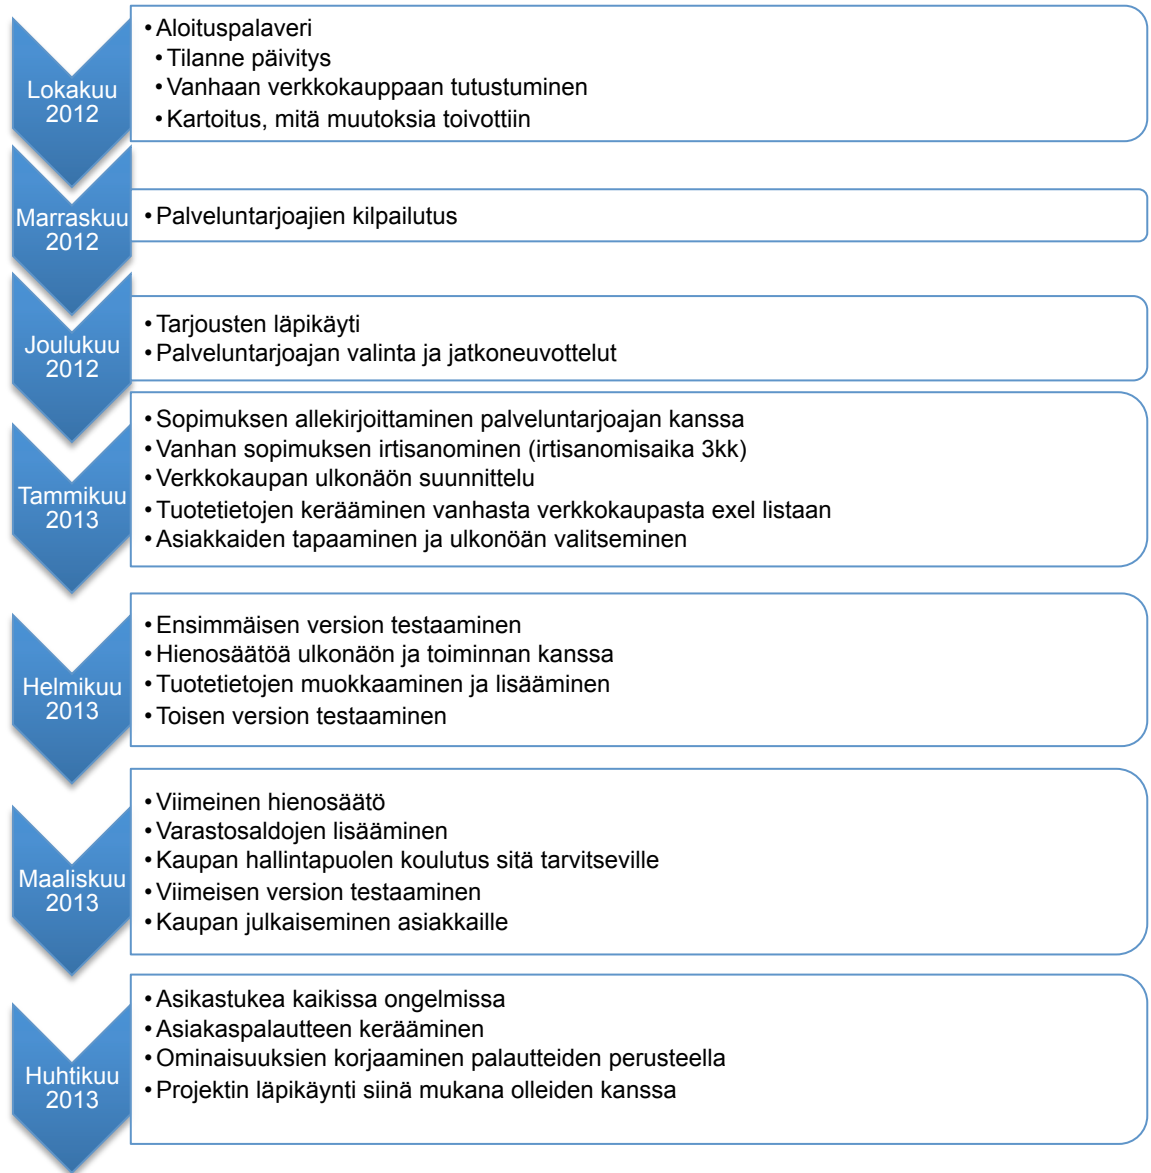 Lokakuu
2012
•Aloituspalaveri
•Tilanne päivitys
•Vanhaan verkkokauppaan tutustuminen
•Kartoitus, mitä muutoksia toivottiin
Marraskuu
2012
•Palveluntarjoajien kilpailutus
Joulukuu
2012
•Tarjousten läpikäyti
•Palveluntarjoajan valinta ja jatkoneuvottelut
Tammikuu
2013
•Sopimuksen allekirjoittaminen palveluntarjoajan kanssa
•Vanhan sopimuksen irtisanominen (irtisanomisaika 3kk)
•Verkkokaupan ulkonäön suunnittelu
•Tuotetietojen kerääminen vanhasta verkkokaupasta exel listaan
•Asiakkaiden tapaaminen ja ulkonöän valitseminen
Helmikuu
2013
•Ensimmäisen version testaaminen
•Hienosäätöä ulkonäön ja toiminnan kanssa
•Tuotetietojen muokkaaminen ja lisääminen
•Toisen version testaaminen
Maaliskuu
2013
•Viimeinen hienosäätö
•Varastosaldojen lisääminen
•Kaupan hallintapuolen koulutus sitä tarvitseville
•Viimeisen version testaaminen
•Kaupan julkaiseminen asiakkaille
Huhtikuu
2013
•Asikastukea kaikissa ongelmissa
•Asiakaspalautteen kerääminen
•Ominaisuuksien korjaaminen palautteiden perusteella
•Projektin läpikäynti siinä mukana olleiden kanssa